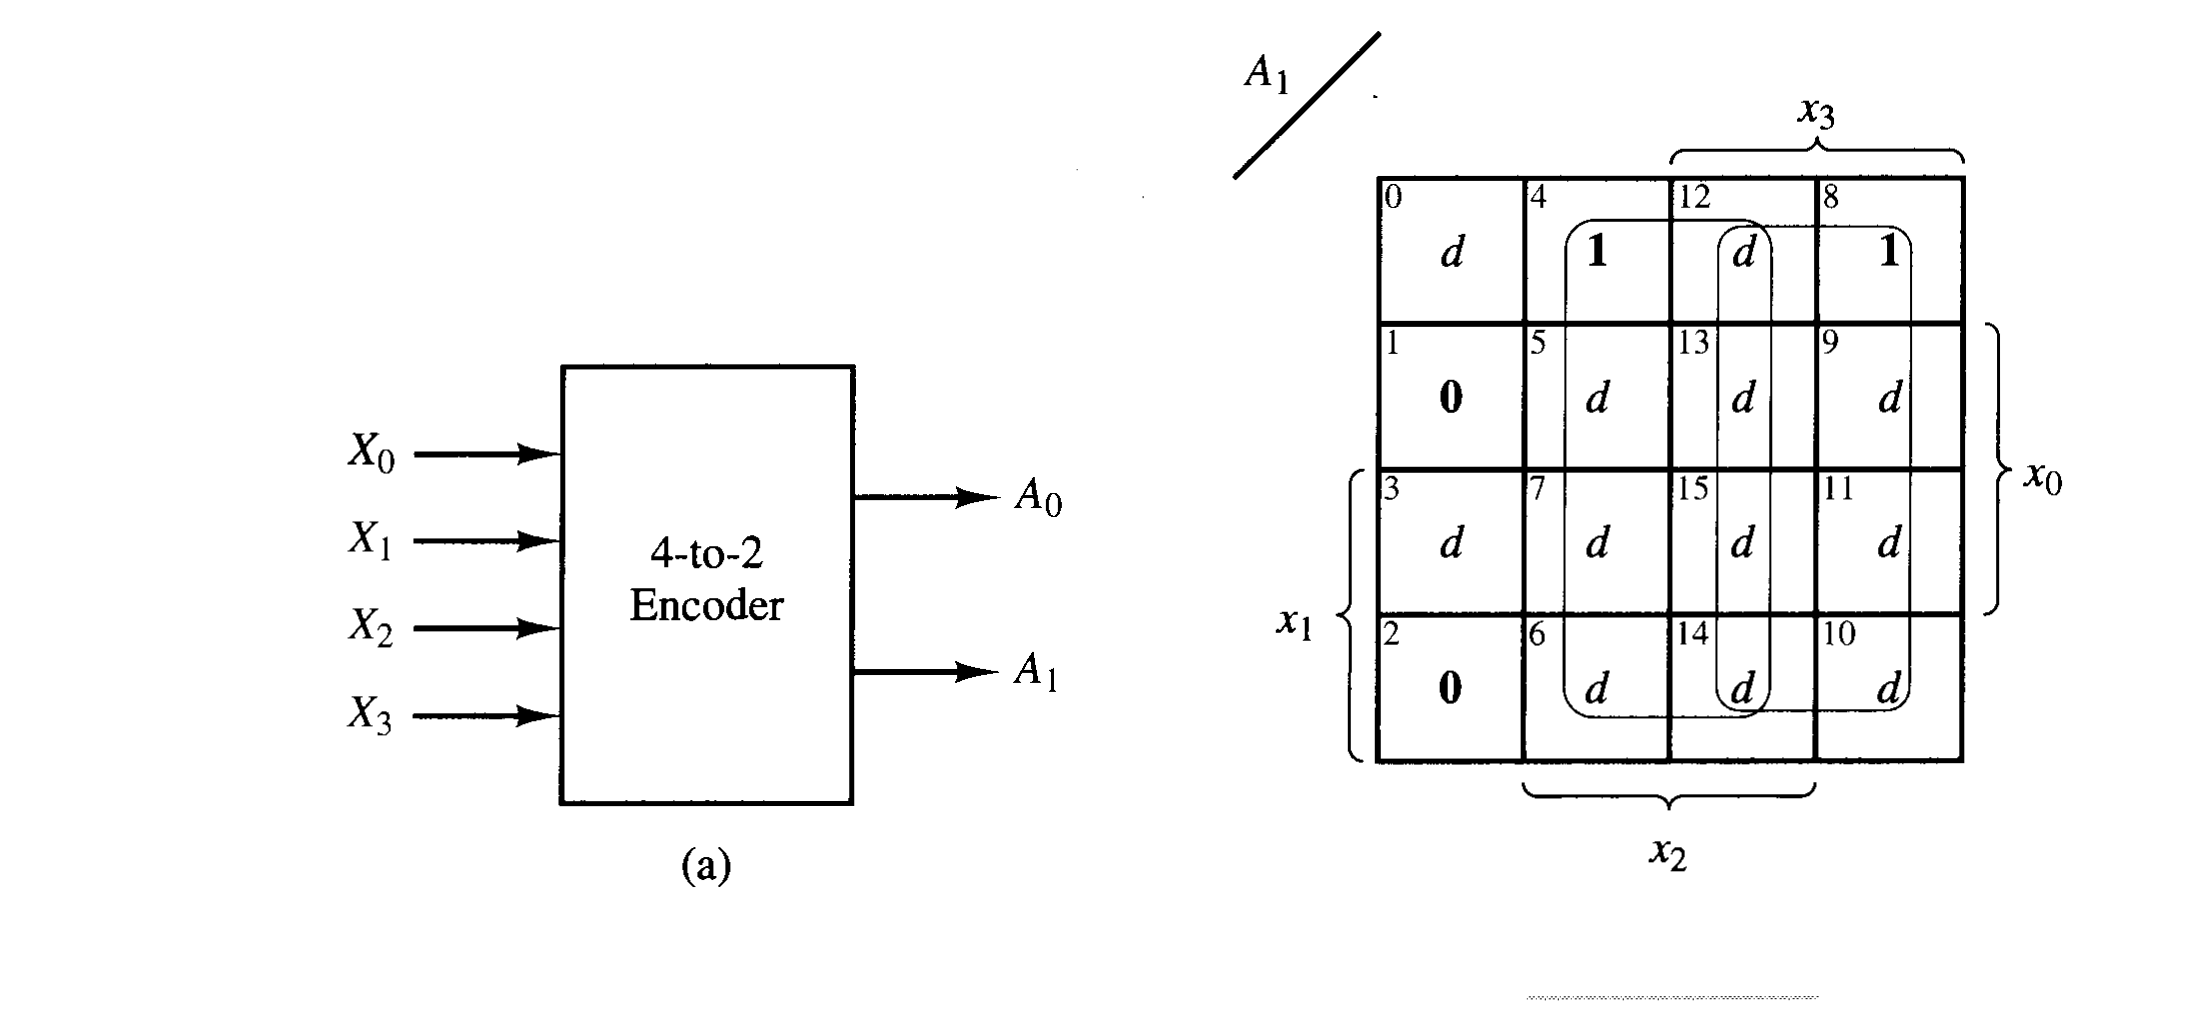 X0
X1
X2
X3
4-to-2
Encoder
A0
A1
(a)
A1
x3
0 4 12 8
d 1 d 1
1 5 13 9
0 d d d
x0
3 7 15 11
d d d d
x1
2 6 14 10
0 d d d
x2